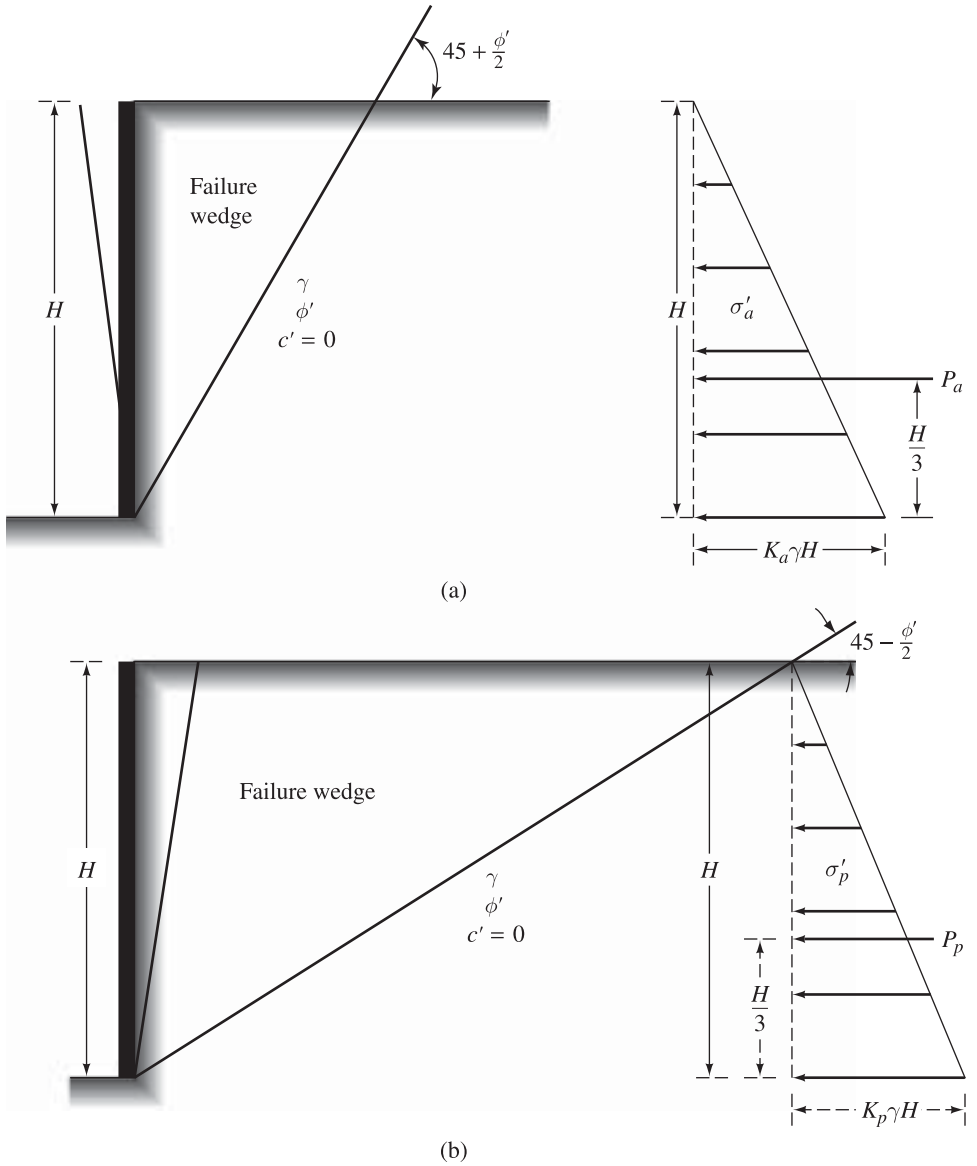 45 + φ′/2
Failure
wedge
γ
φ′
c′ = 0
H
H
σ′a
Pa
H/3
KaγH
(a)
45 − φ′/2
Failure wedge
γ
φ′
c′ = 0
H
H
σ′p
Pp
H/3
KpγH
(b)